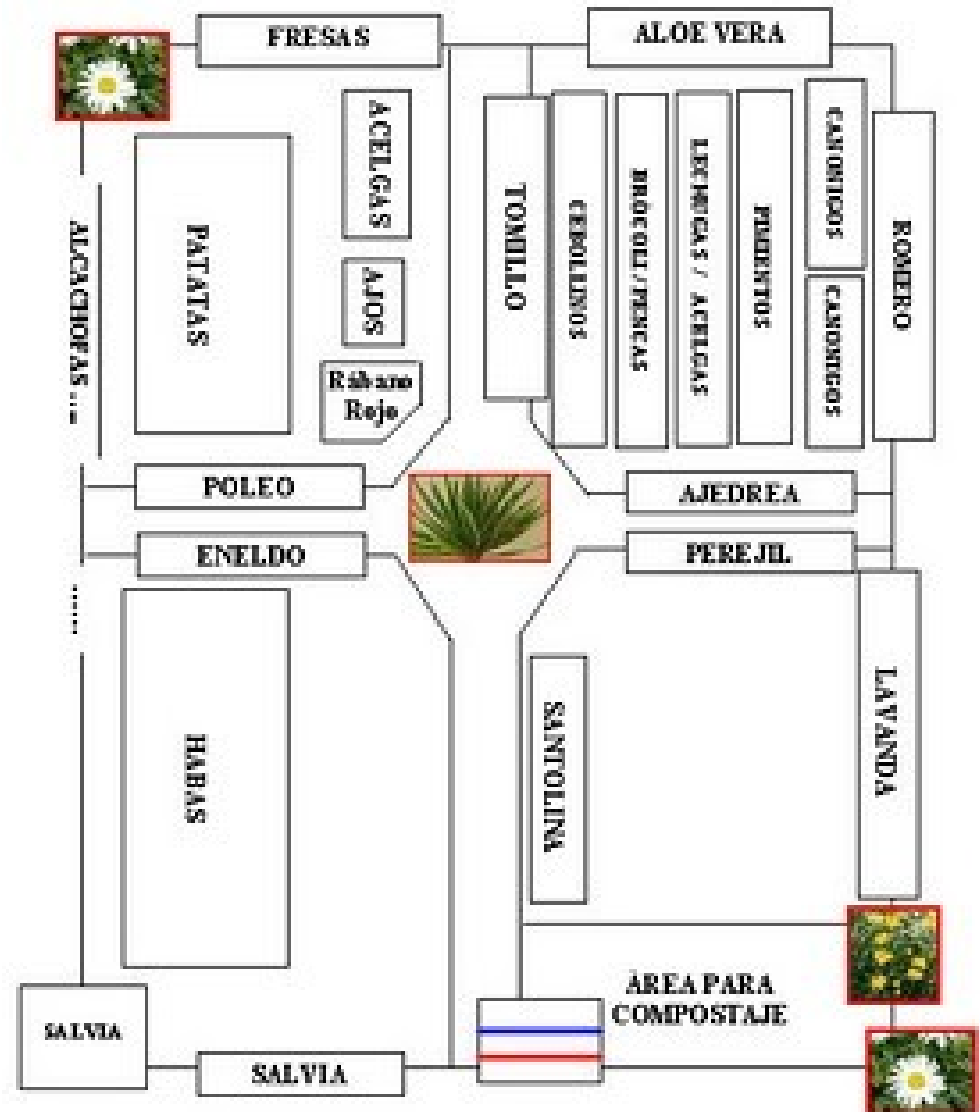 FRESAS
ALOE VERA
ACELGAS
PATATAS
ALCACHOFAS ...
AJOS
Rábano
Rojo
TOMILLO
CEBOLLINOS
BRÓCOLI / PENCAS
LECHUGAS / ACELGAS
PIMIENTOS
CANONIGOS
CANONIGOS
ROMERO
POLEO
AJEDREA
ENELDO
PEREJIL
......
HABAS
SANTOLINA
LAVANDA
ÁREA PARA
COMPOSTAJE
SALVIA
SALVIA